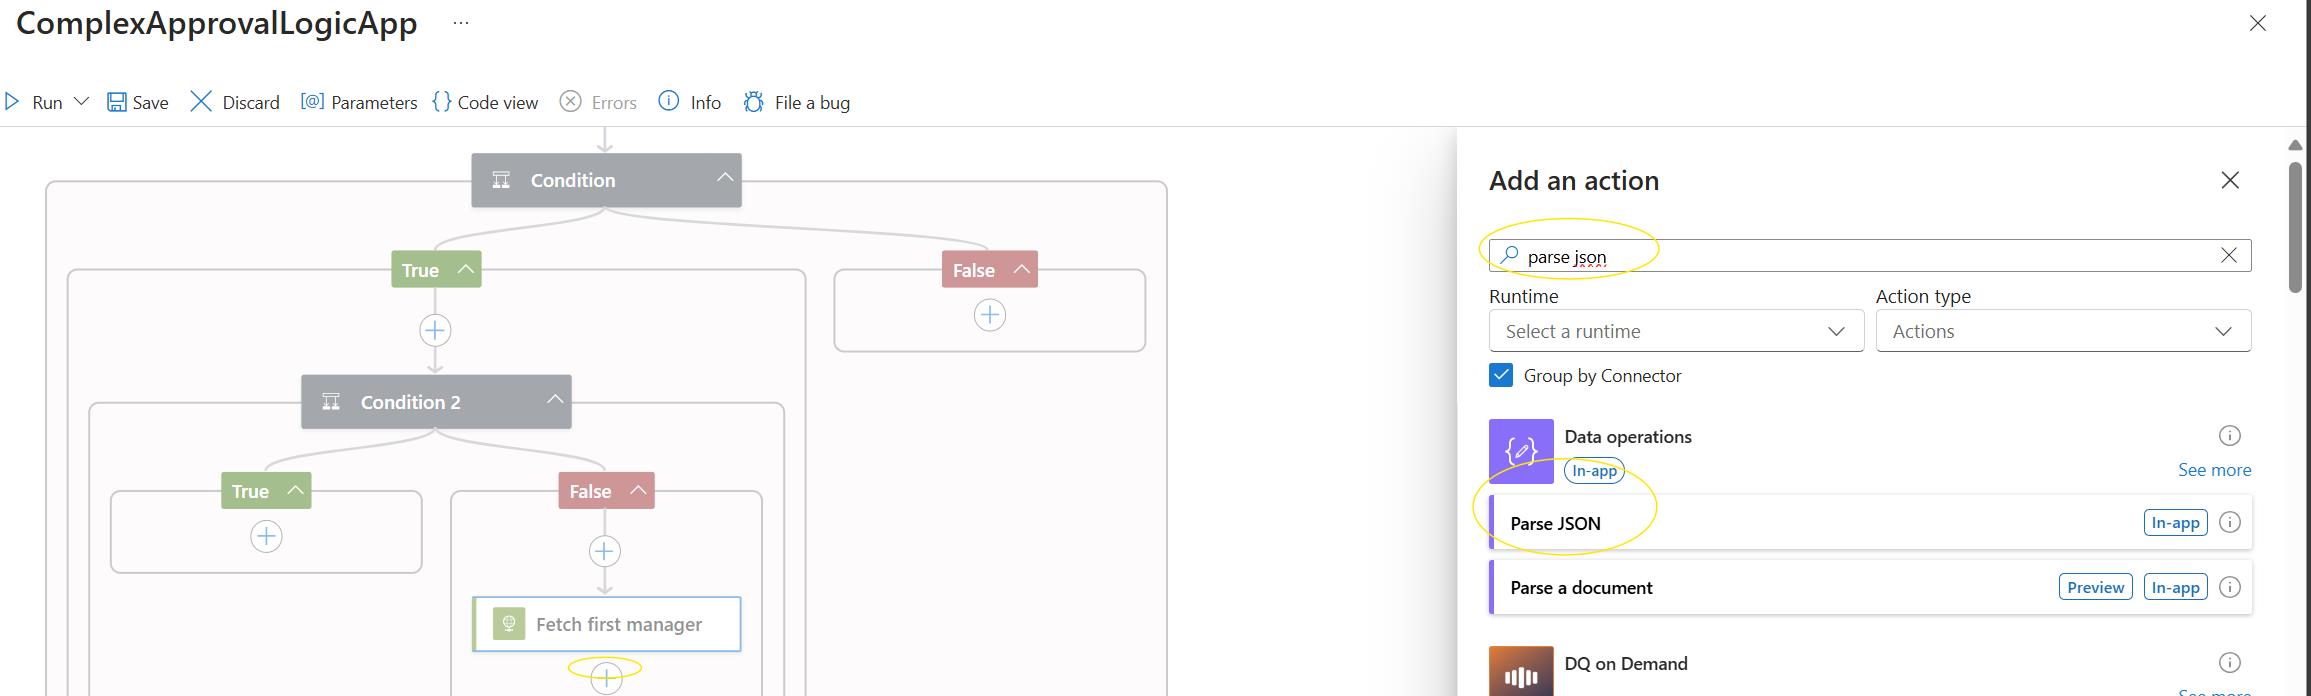 ComplexApprovalLogicApp ...
Run Save Discard [@] Parameters {} Code view Errors Info File a bug
Condition
True
False
Condition 2
True
False
Fetch first manager
Add an action
parse json
Runtime
Action type
Select a runtime
Actions
Group by Connector
Data operations
In-app
See more
Parse JSON In-app
Parse a document Preview In-app
DQ on Demand
See more